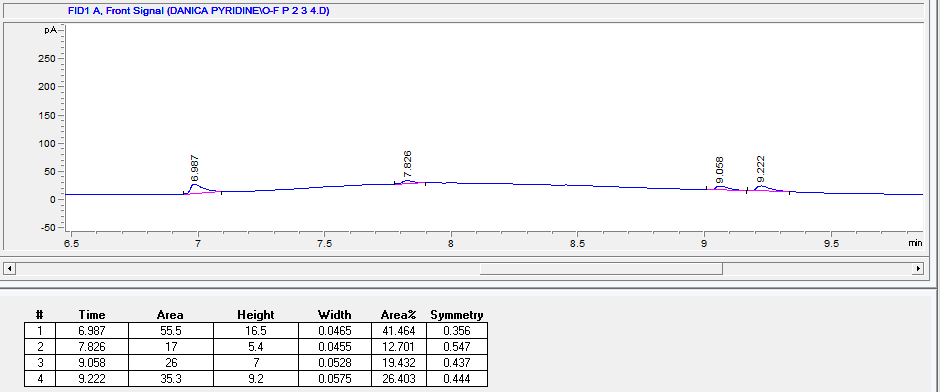 FID1 A, Front Signal (DANICA PYRIDINE\O-F P 2 3 4.D)
pA
250
200
150
100
50
0
-50
6.987
7.826
9.058
9.222
6.5 7 7.5 8 8.5 9 9.5 min
# Time Area Height Width Area% Symmetry
1 6.987 55.5 16.5 0.0465 41.464 0.356
2 7.826 17 5.4 0.0455 12.701 0.547
3 9.058 26 7 0.0528 19.432 0.437
4 9.222 35.3 9.2 0.0575 26.403 0.444